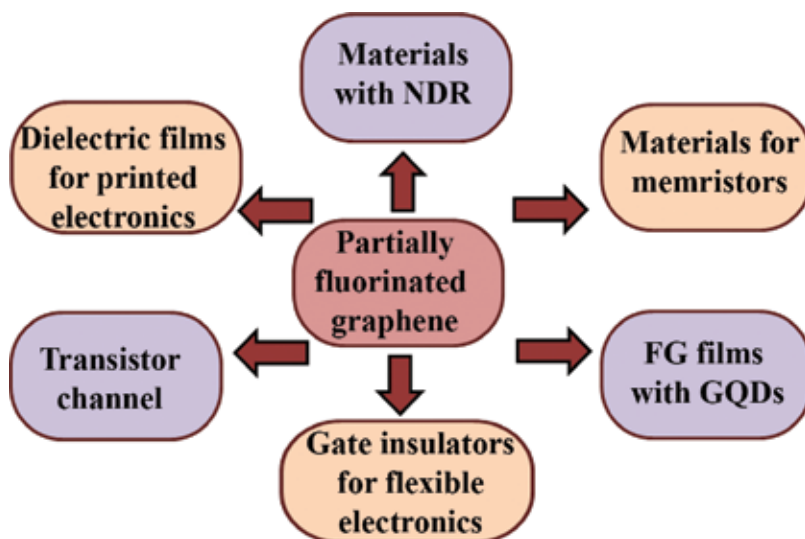 Materials
with NDR
Dielectric films
for printed
electronics
Materials for
memristors
Partially
fluorinated
graphene
Transistor
channel
FG films
with GQDs
Gate insulators
for flexible
electronics